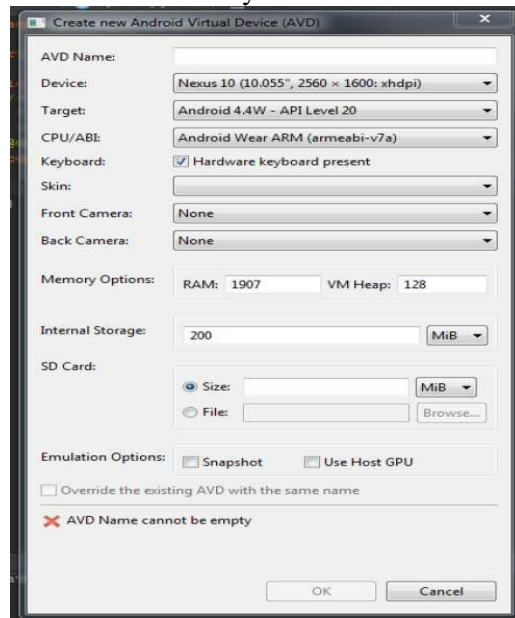 Create new Android Virtual Device (AVD)
AVD Name:
Device: Nexus 10 (10.055", 2560 × 1600: xhdpi)
Target: Android 4.4W - API Level 20
CPU/ABI: Android Wear ARM (armeabi-v7a)
Keyboard: Hardware keyboard present
Skin:
Front Camera: None
Back Camera: None
Memory Options: RAM: 1907 VM Heap: 128
Internal Storage: 200 MiB
SD Card:
Size: MiB
File: Browse...
Emulation Options: Snapshot Use Host GPU
Override the existing AVD with the same name
AVD Name cannot be empty
OK Cancel